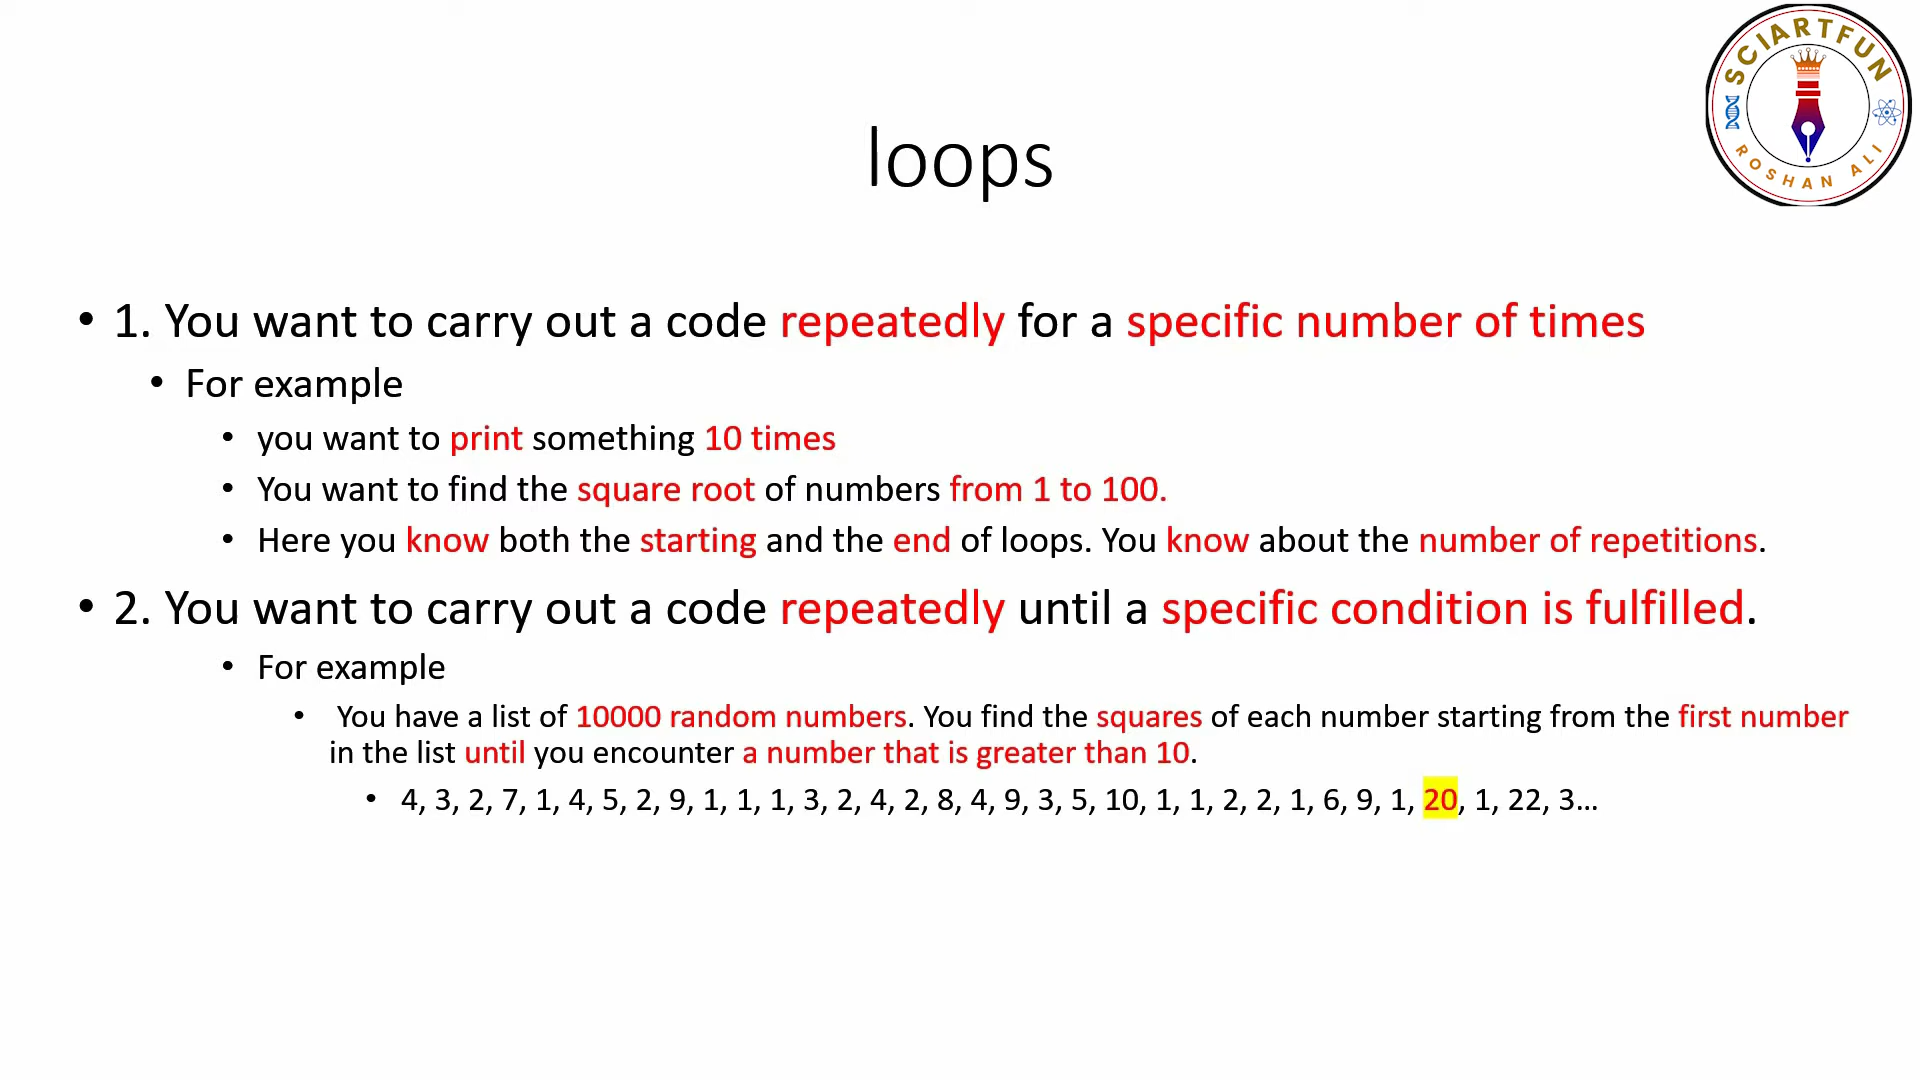 SCIARTFUN
ROSHAN ALI
loops
• 1. You want to carry out a code repeatedly for a specific number of times
• For example
• you want to print something 10 times
• You want to find the square root of numbers from 1 to 100.
• Here you know both the starting and the end of loops. You know about the number of repetitions.
• 2. You want to carry out a code repeatedly until a specific condition is fulfilled.
• For example
• You have a list of 10000 random numbers. You find the squares of each number starting from the first number
in the list until you encounter a number that is greater than 10.
• 4, 3, 2, 7, 1, 4, 5, 2, 9, 1, 1, 1, 3, 2, 4, 2, 8, 4, 9, 3, 5, 10, 1, 1, 2, 2, 1, 6, 9, 1, 20, 1, 22, 3…